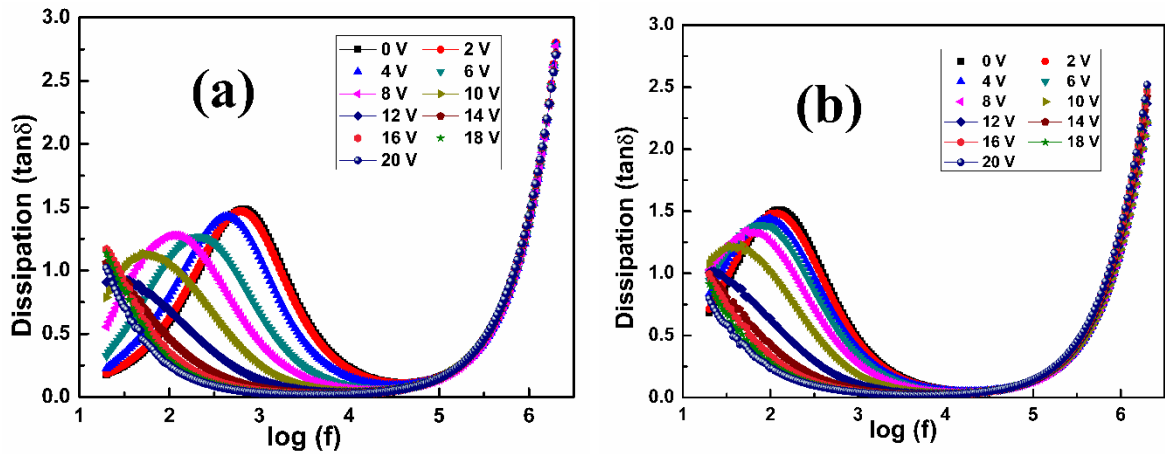 (a)
Dissipation (tanδ)
3.0
2.5
2.0
1.5
1.0
0.5
0.0
0 V 2 V
4 V 6 V
8 V 10 V
12 V 14 V
16 V 18 V
20 V
1 2 3 4 5 6
log (f)
(b)
Dissipation (tanδ)
3.0
2.5
2.0
1.5
1.0
0.5
0.0
0 V 2 V
4 V 6 V
8 V 10 V
12 V 14 V
16 V 18 V
20 V
1 2 3 4 5 6
log (f)